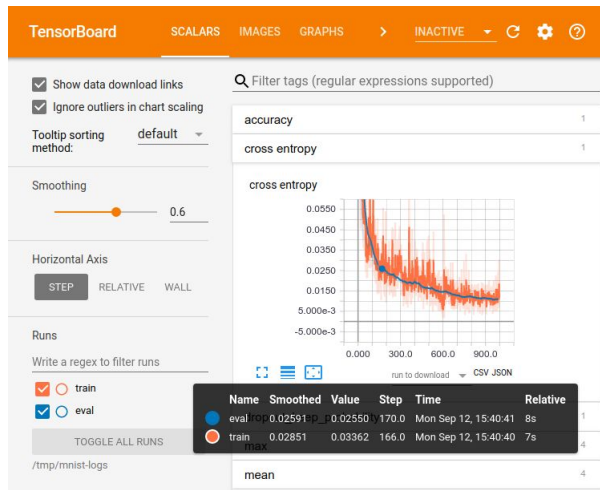 TensorBoard SCALARS IMAGES GRAPHS > INACTIVE
Show data download links
Ignore outliers in chart scaling
Tooltip sorting method: default
Smoothing
0.6
Horizontal Axis
STEP RELATIVE WALL
Runs
Write a regex to filter runs
train
eval
TOGGLE ALL RUNS
/tmp/mnist-logs
Filter tags (regular expressions supported)
accuracy 1
cross entropy 1
cross entropy
0.0550
0.0450
0.0350
0.0250
0.0150
5.000e-3
-5.000e-3
0.000 300.0 600.0 900.0
run to download CSV JSON
Name Smoothed Value Step Time Relative
eval 0.02591 0.02550 170.0 Mon Sep 12, 15:40:41 8s
train 0.02851 0.03362 166.0 Mon Sep 12, 15:40:40 7s
1
max 4
mean 4